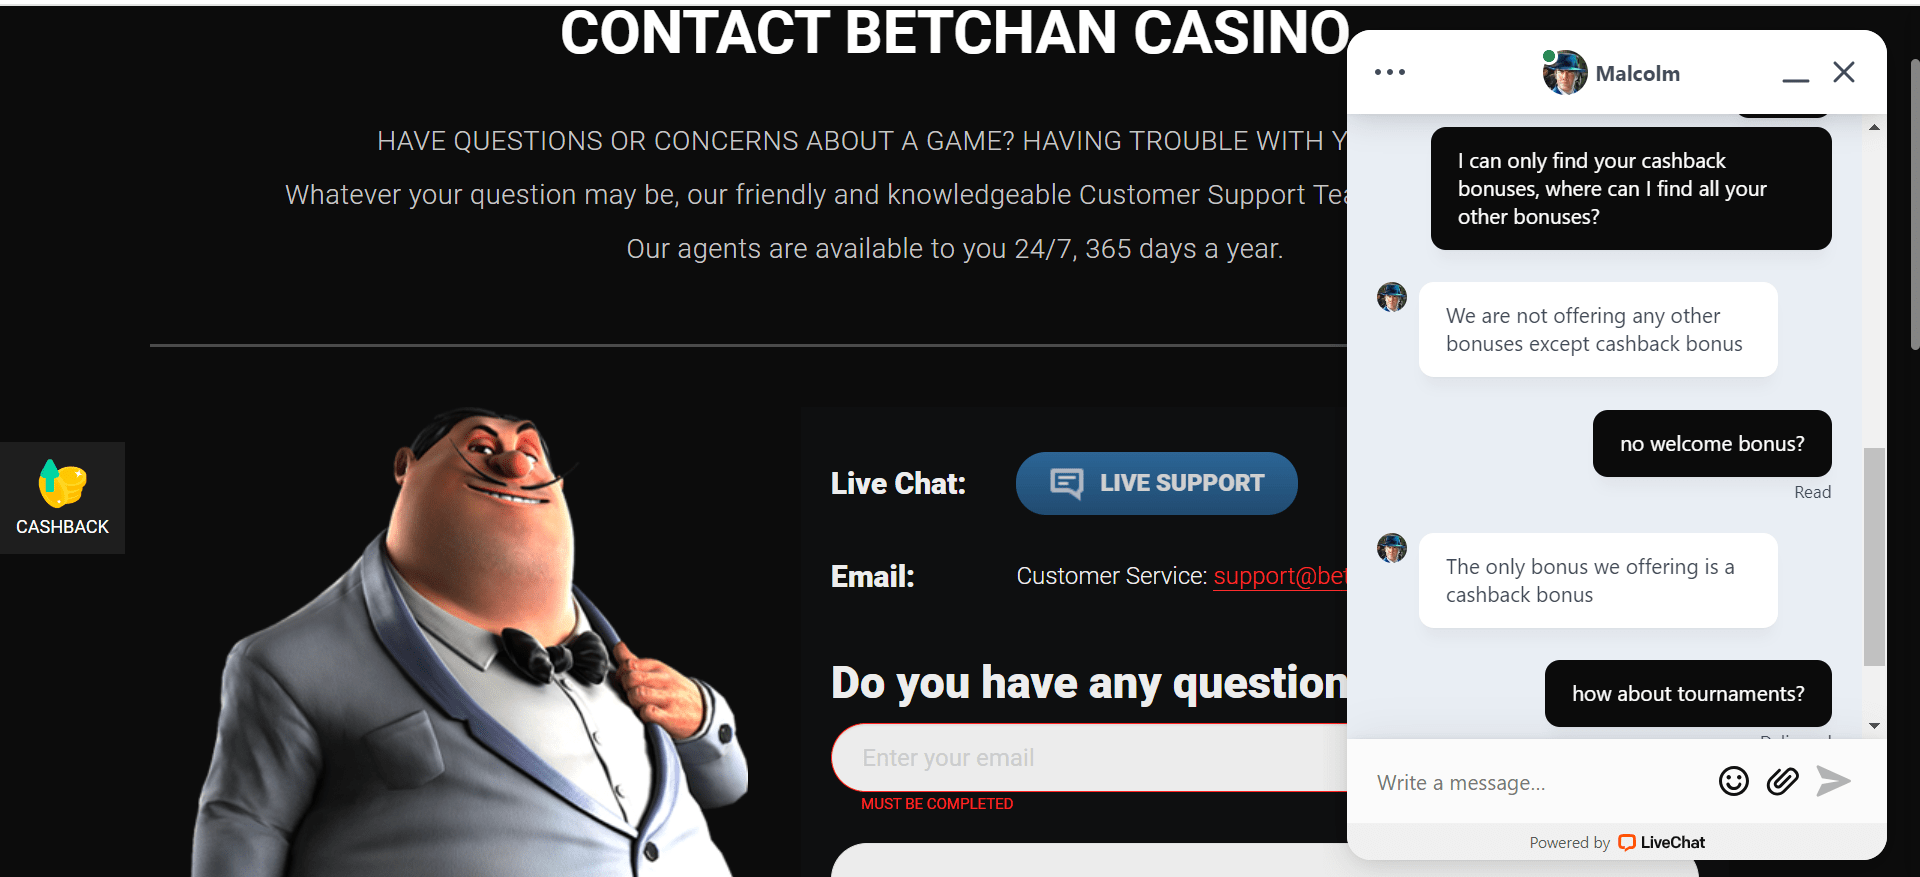 CONTACT BETCHAN CASINO
HAVE QUESTIONS OR CONCERNS ABOUT A GAME? HAVING TROUBLE WITH
Whatever your question may be, our friendly and knowledgeable Customer Support
Our agents are available to you 24/7, 365 days a year.
CASHBACK
Live Chat:
LIVE SUPPORT
Email:
Customer Service: support@bet
Do you have any question
Enter your email
MUST BE COMPLETED
Malcolm
I can only find your cashback
bonuses, where can I find all your
other bonuses?
We are not offering any other
bonuses except cashback bonus
no welcome bonus?
Read
The only bonus we offering is a
cashback bonus
how about tournaments?
Write a message...
Powered by LiveChat